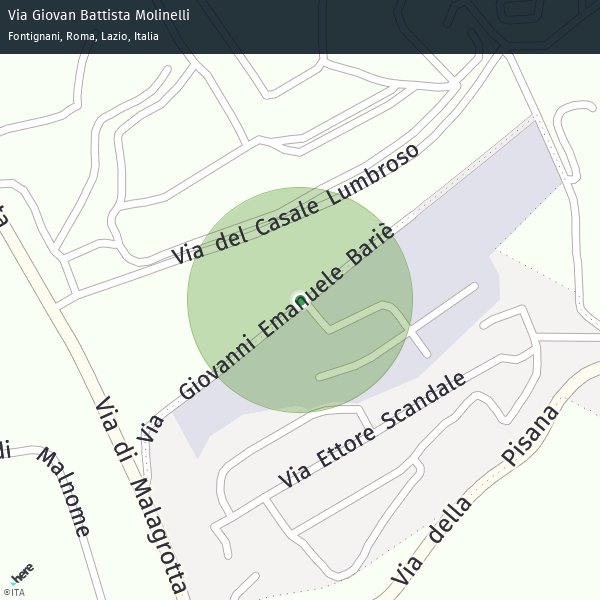 Via Giovan Battista Molinelli
Fontignani, Roma, Lazio, Italia
Via del Casale Lumbroso
Via Giovanni Emanuele Bariè
Via Ettore Scandale
Via di Malagrotta
Malnome
di
Via della Pisana
here
©ITA